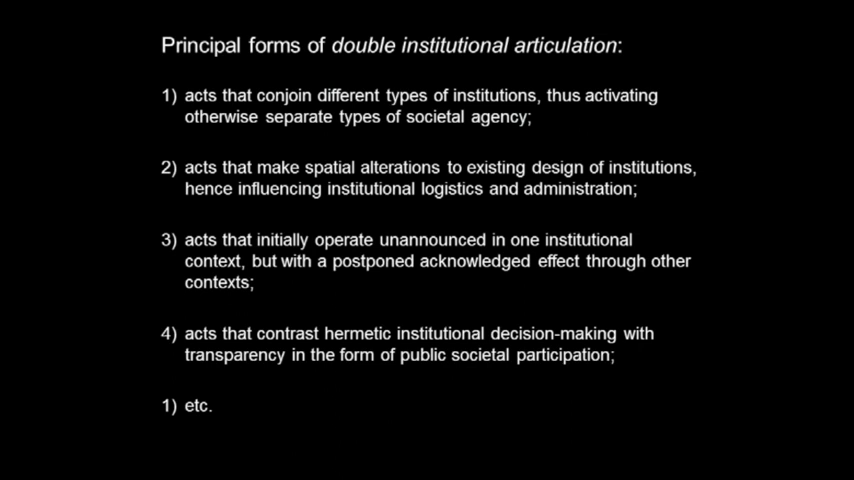 Principal forms of double institutional articulation:
1) acts that conjoin different types of institutions, thus activating
otherwise separate types of societal agency;
2) acts that make spatial alterations to existing design of institutions,
hence influencing institutional logistics and administration;
3) acts that initially operate unannounced in one institutional
context, but with a postponed acknowledged effect through other
contexts;
4) acts that contrast hermetic institutional decision-making with
transparency in the form of public societal participation;
1) etc.